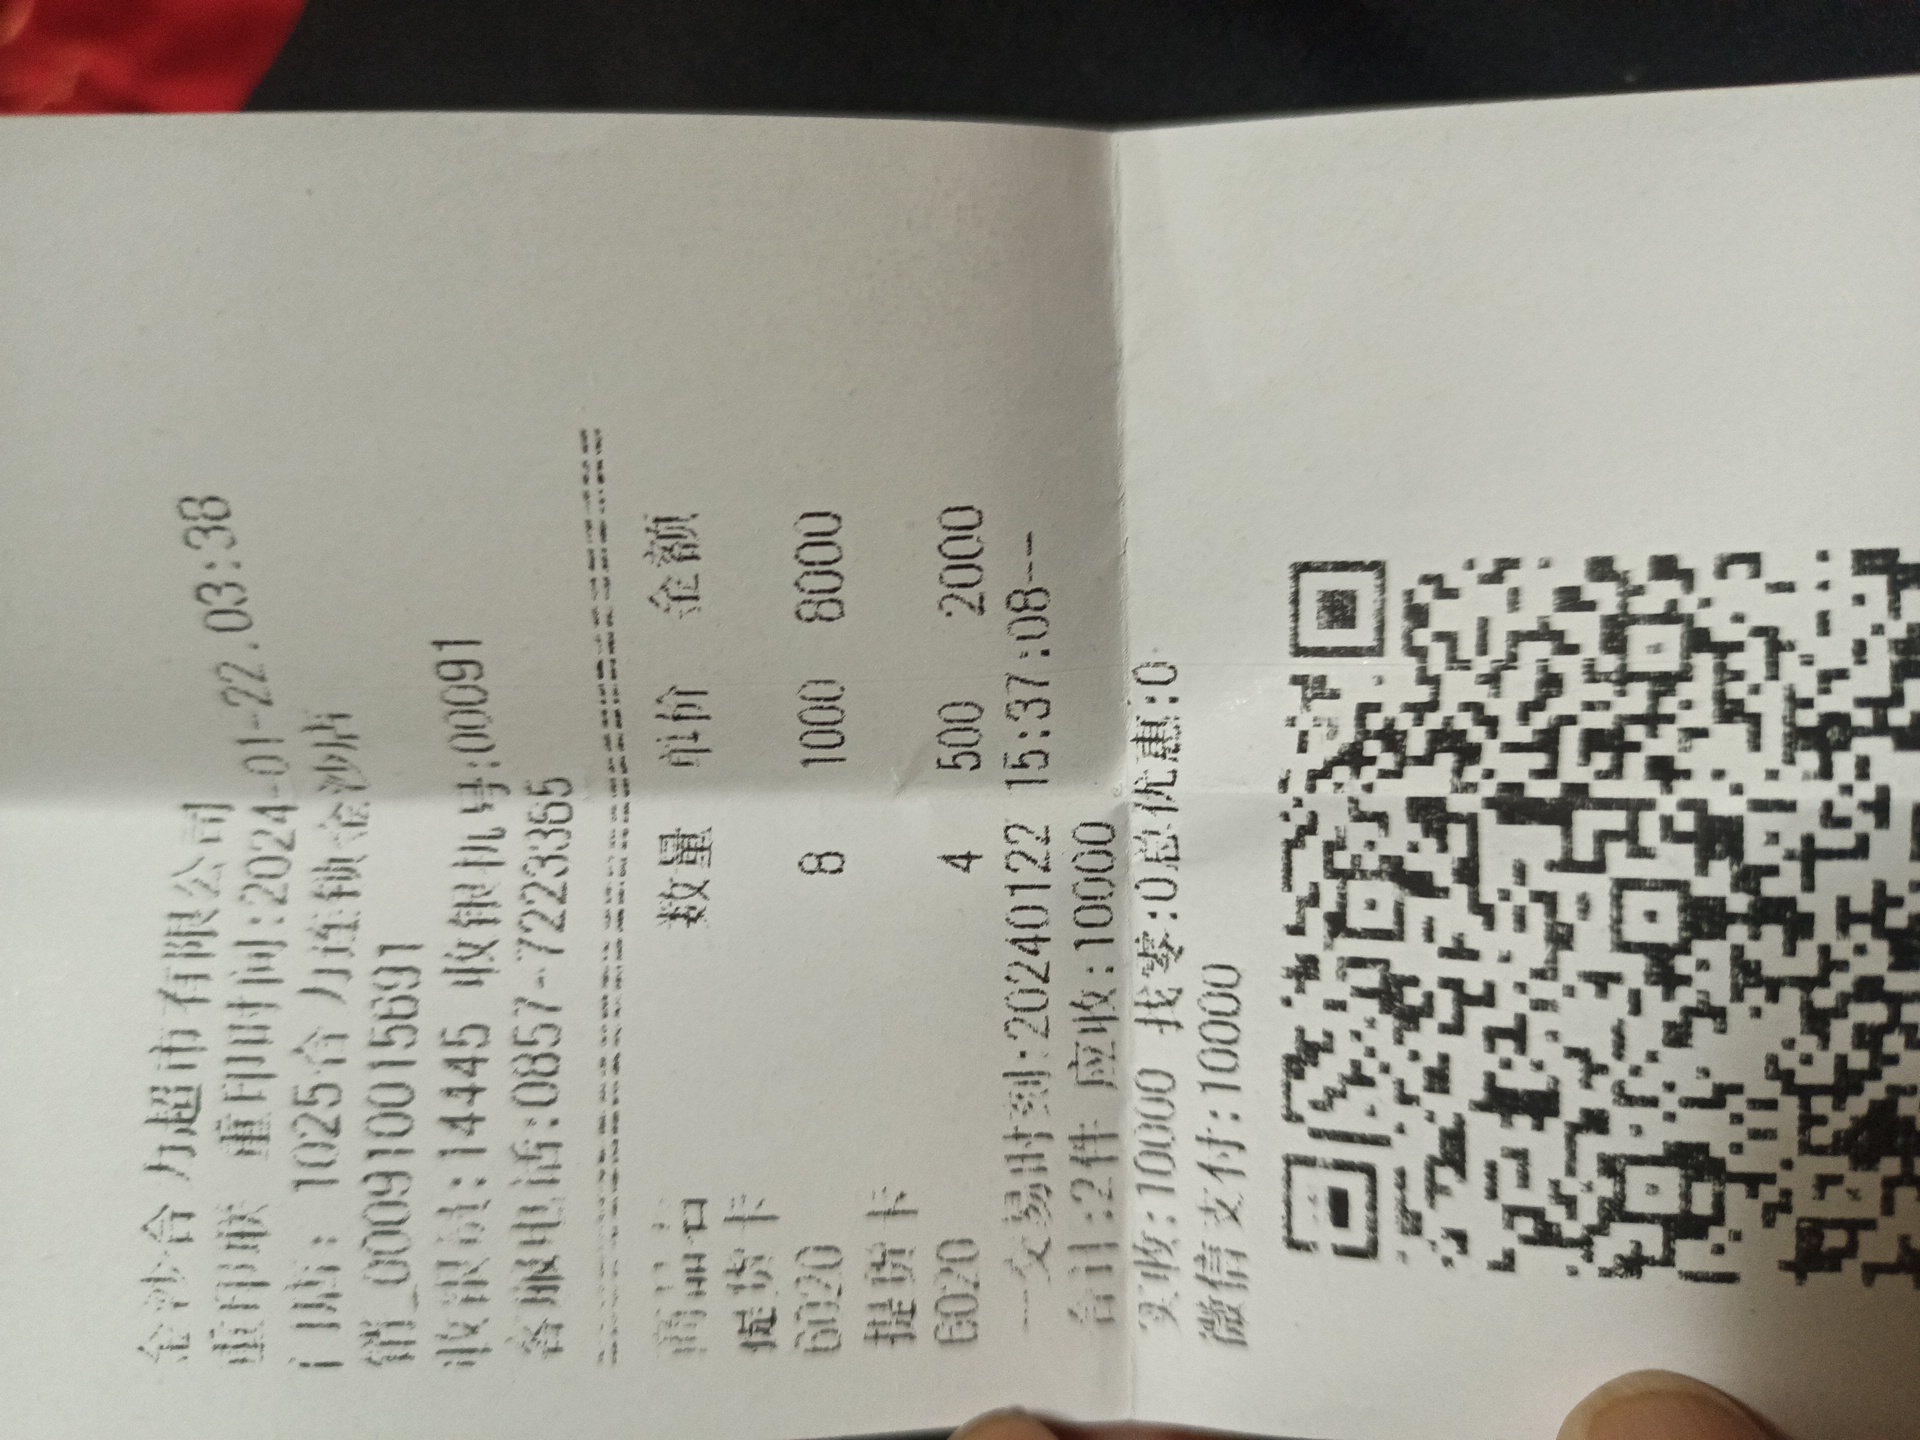 金沙合力超市有限公司
重印联 重印时间:2024-01-22.03:38
门店: 1025合力连锁金沙店
销_000910015691
收银员:14445 收银机号:00091
客服电话:0857-7223365
商品名 数量 单价 金额
提货卡
6020 8 1000 8000
提货卡
6020 4 500 2000
--交易时刻:20240122 15:37:08--
合计:2件 应收:10000
实收:10000 找零:0总优惠:0
微信支付:10000